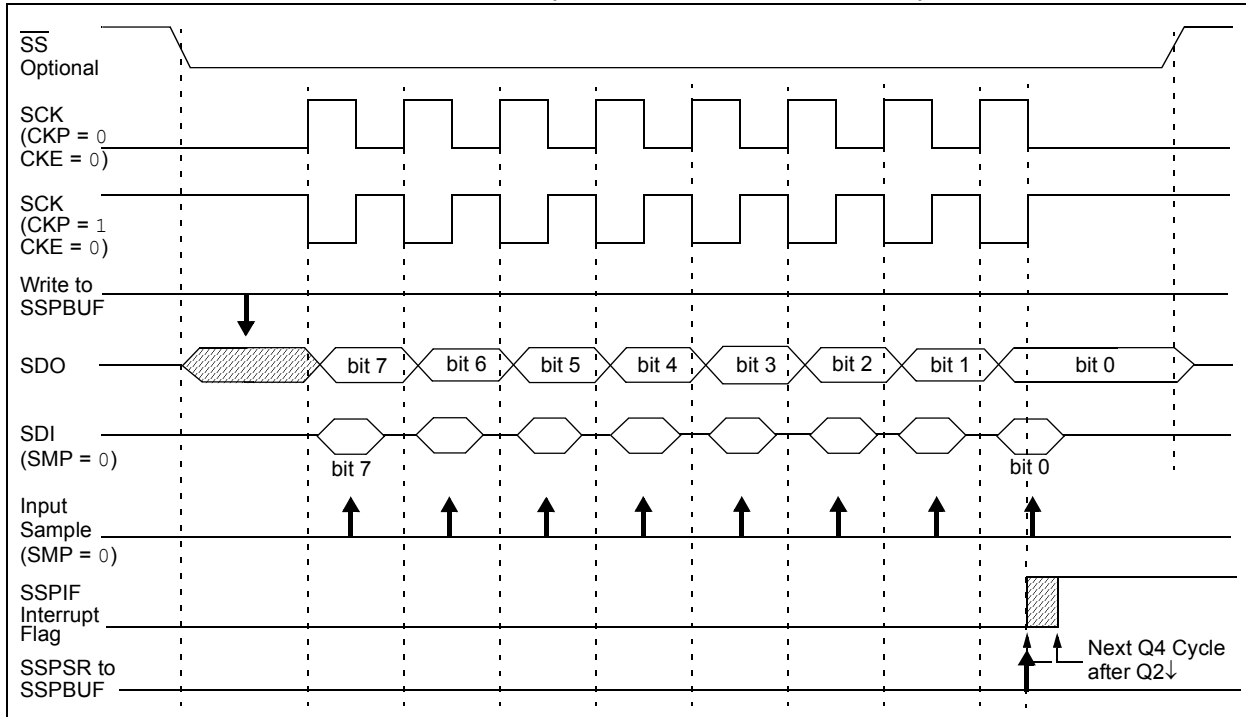 SS
Optional
SCK
(CKP = 0
CKE = 0)
SCK
(CKP = 1
CKE = 0)
Write to
SSPBUF
SDO
bit 7 bit 6 bit 5 bit 4 bit 3 bit 2 bit 1 bit 0
SDI
(SMP = 0)
bit 7 bit 0
Input
Sample
(SMP = 0)
SSPIF
Interrupt
Flag
Next Q4 Cycle
after Q2↓
SSPSR to
SSPBUF